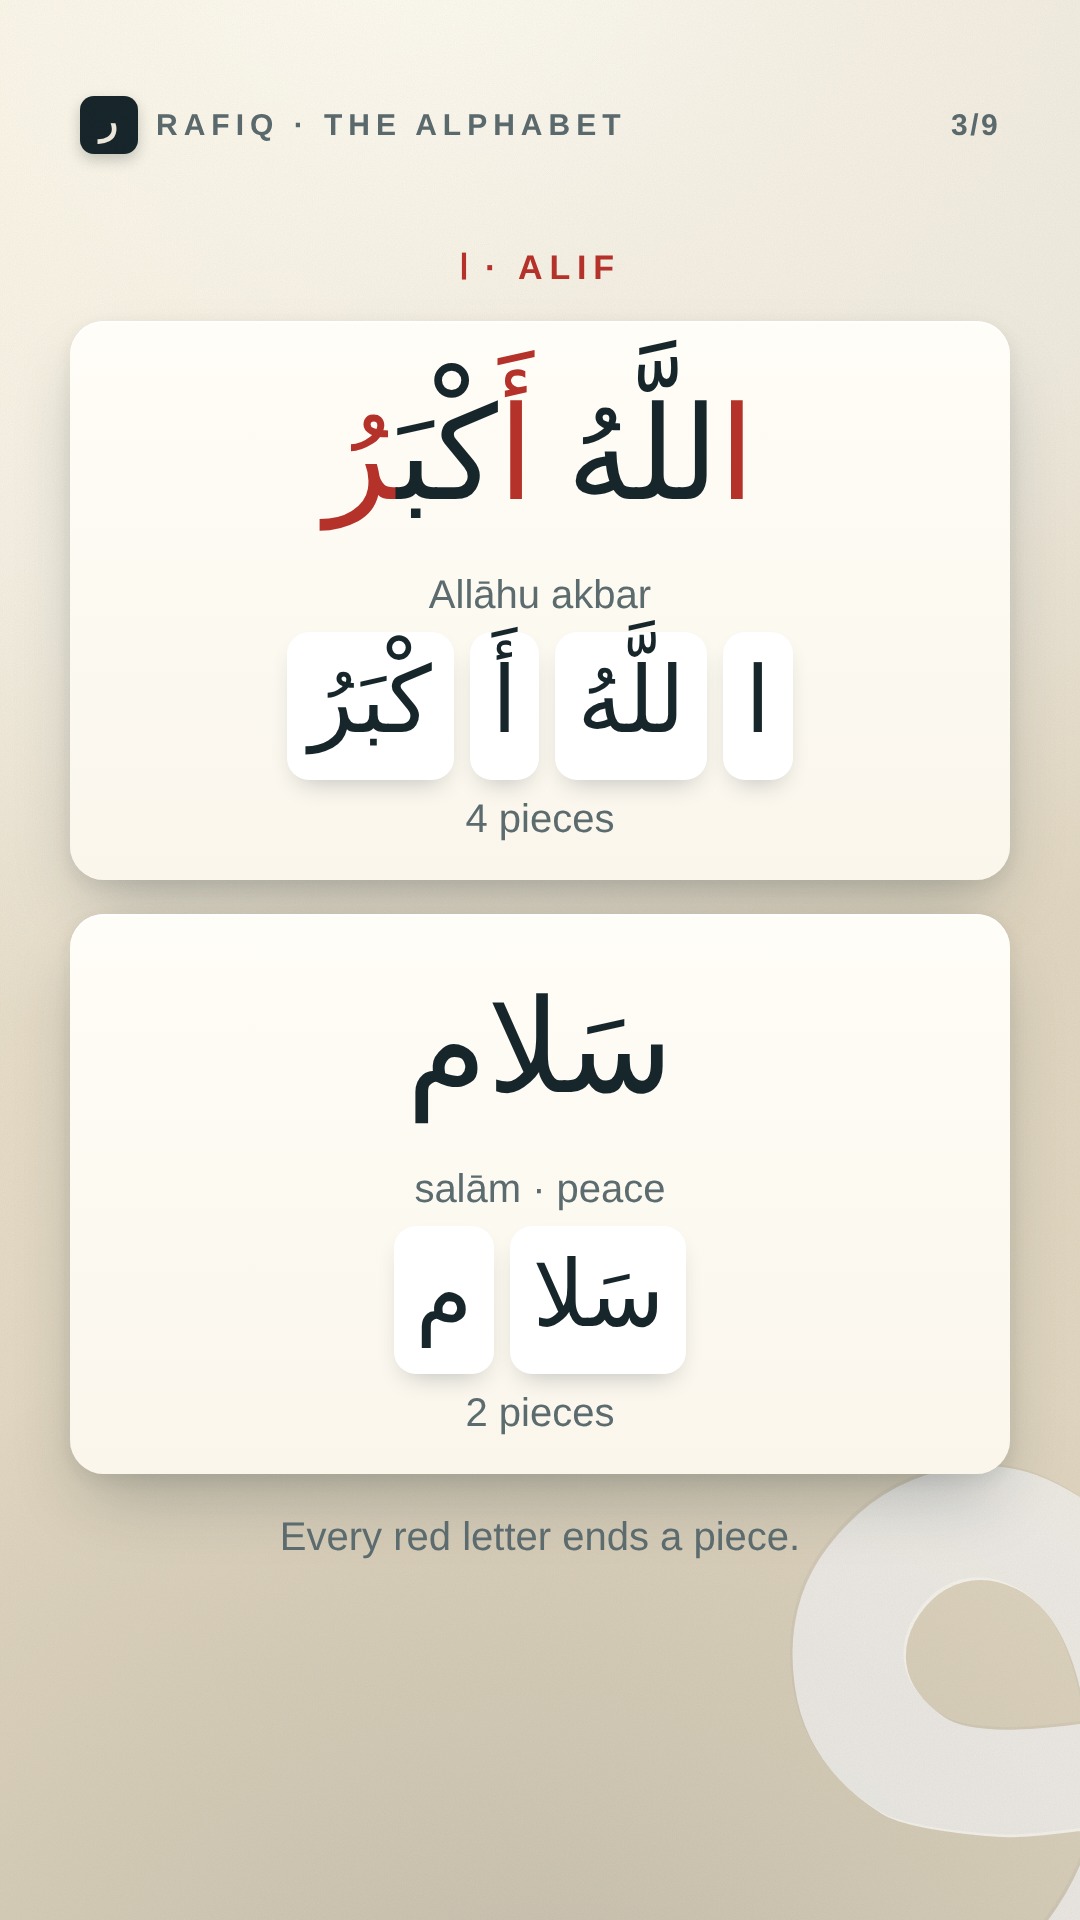 ر RAFIQ · THE ALPHABET 3/9
ا · ALIF
اللَّهُ أَكْبَرُ
Allāhu akbar
ا للَّهُ أَ كْبَرُ
4 pieces
سَلام
salām · peace
سَلا م
2 pieces
Every red letter ends a piece.
و